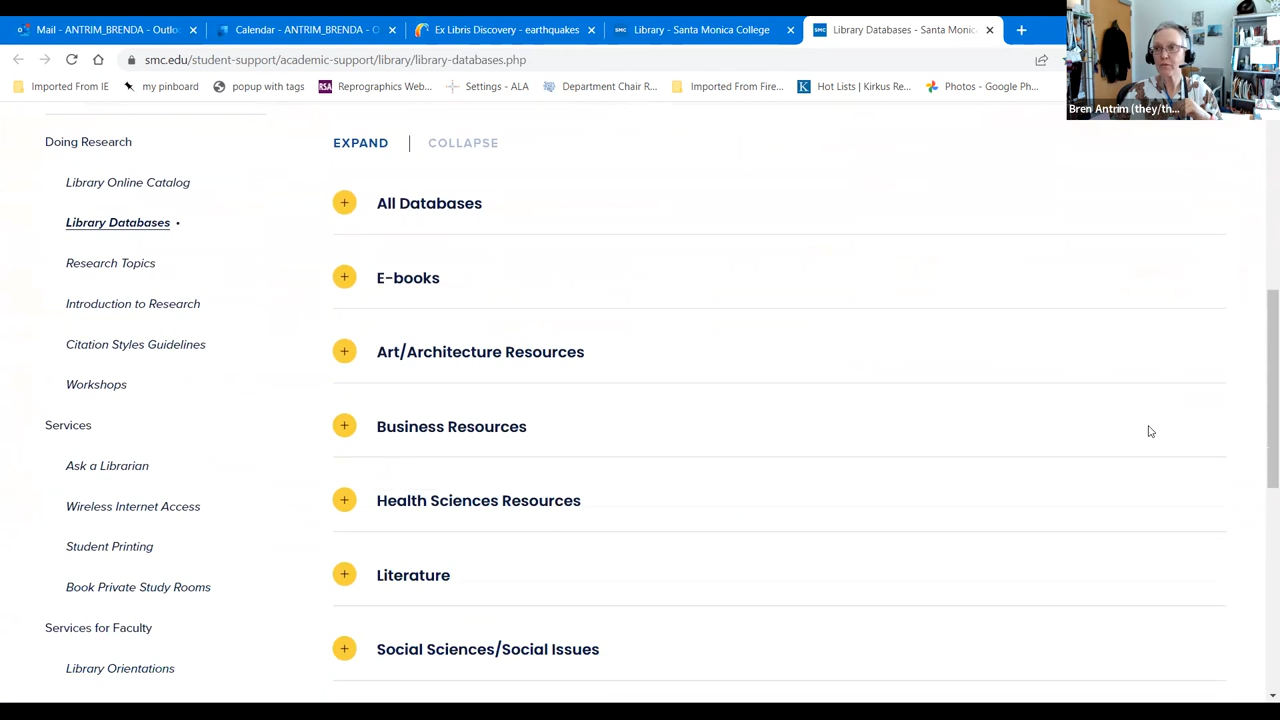 Mail - ANTRIM_BRENDA - Outlo
Calendar - ANTRIM_BRENDA - O
Ex Libris Discovery - earthquakes
SMC Library - Santa Monica College
SMC Library Databases - Santa Monic
smc.edu/student-support/academic-support/library/library-databases.php
Imported From IE
my pinboard
popup with tags
RSA Reprographics Web...
Settings - ALA
Department Chair R...
Imported From Fire...
K Hot Lists | Kirkus Re...
Photos - Google Ph...
Bren Antrim (they/th...
Doing Research
Library Online Catalog
Library Databases •
Research Topics
Introduction to Research
Citation Styles Guidelines
Workshops
Services
Ask a Librarian
Wireless Internet Access
Student Printing
Book Private Study Rooms
Services for Faculty
Library Orientations
EXPAND | COLLAPSE
+ All Databases
+ E-books
+ Art/Architecture Resources
+ Business Resources
+ Health Sciences Resources
+ Literature
+ Social Sciences/Social Issues